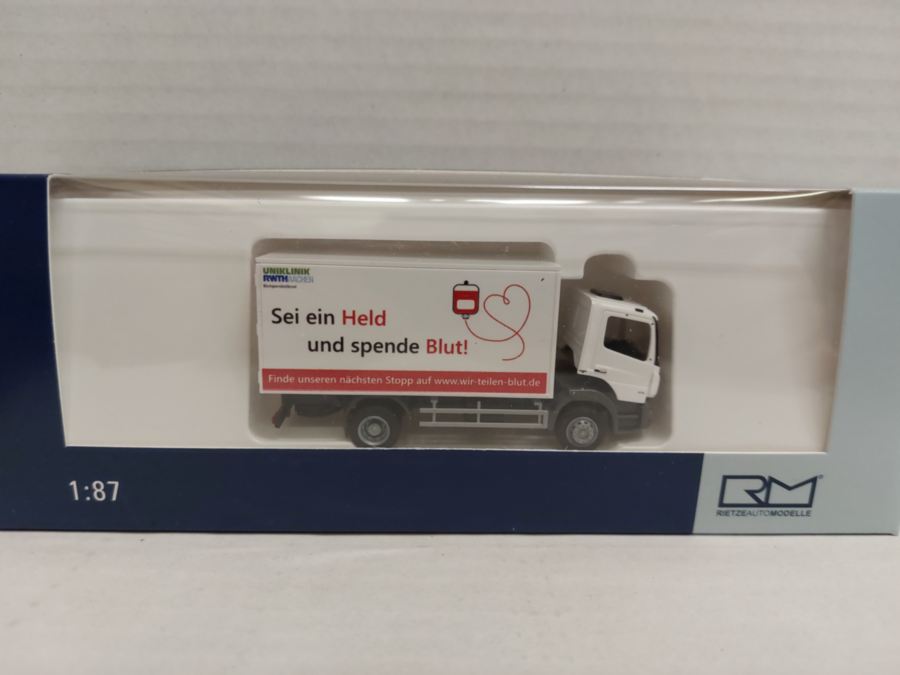 UNIKLINIK
RWTHAACHEN
Sei ein Held
und spende Blut!
Finde unseren nächsten Stopp auf www.wir-teilen-blut.de
1:87
RM®
RIETZEAUTOMODELLE